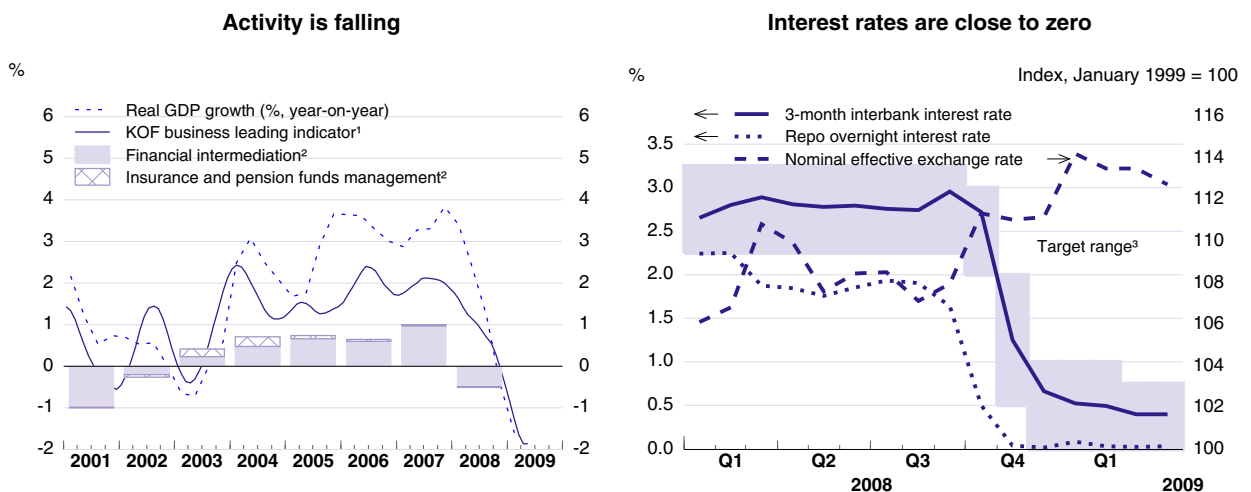 Activity is falling
%
Real GDP growth (%, year-on-year)
KOF business leading indicator¹
Financial intermediation²
Insurance and pension funds management²
6 6
5 5
4 4
3 3
2 2
1 1
0 0
-1 -1
-2 -2
2001 2002 2003 2004 2005 2006 2007 2008 2009
Interest rates are close to zero
% Index, January 1999 = 100
3-month interbank interest rate
Repo overnight interest rate
Nominal effective exchange rate
Target range³
3.5
3.0
2.5
2.0
1.5
1.0
0.5
0.0
116
114
112
110
108
106
104
102
100
Q1 Q2 Q3 Q4 Q1
2008 2009